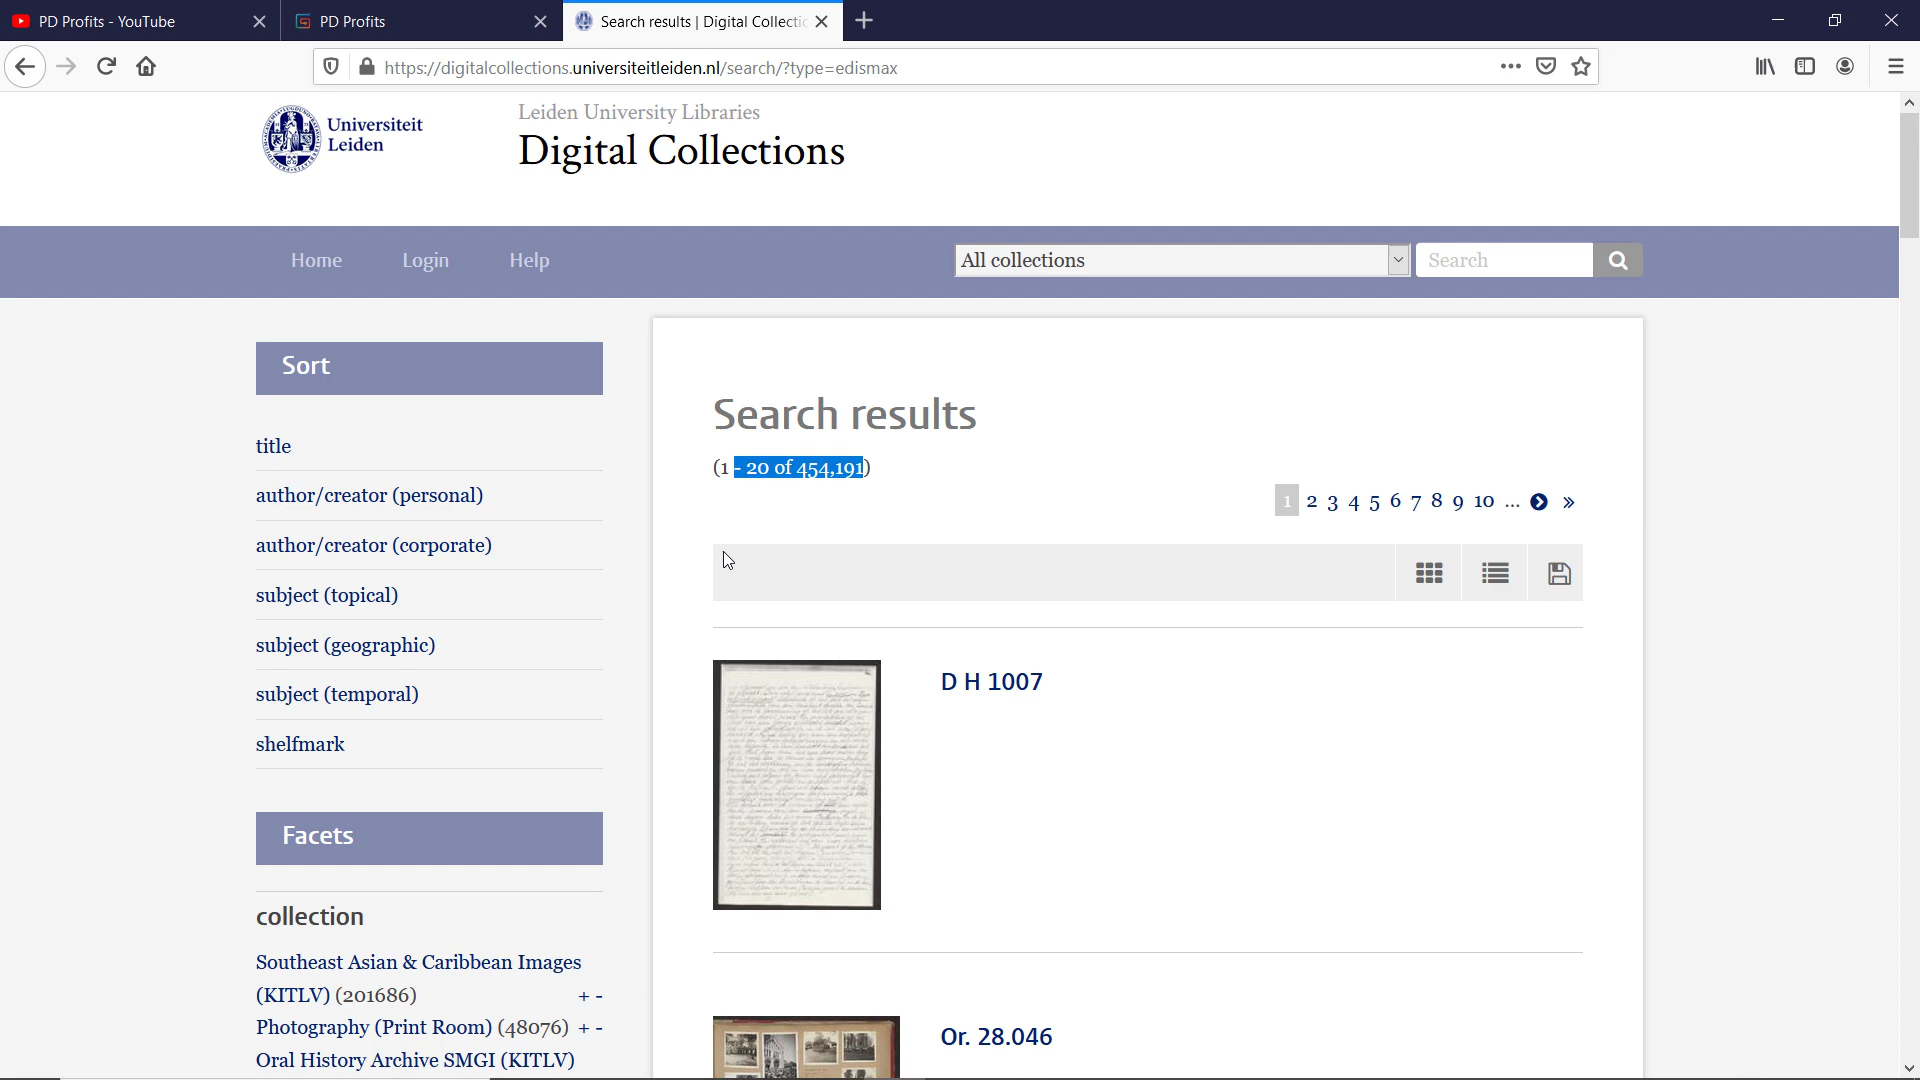 PD Profits - YouTube
PD Profits
Search results | Digital Collectio
https://digitalcollections.universiteitleiden.nl/search/?type=edismax
Universiteit
Leiden
Leiden University Libraries
Digital Collections
Home
Login
Help
All collections
Search
Sort
title
author/creator (personal)
author/creator (corporate)
subject (topical)
subject (geographic)
subject (temporal)
shelfmark
Facets
collection
Southeast Asian & Caribbean Images
(KITLV) (201686) + -
Photography (Print Room) (48076) + -
Oral History Archive SMGI (KITLV)
Search results
(1 - 20 of 454,191)
1 2 3 4 5 6 7 8 9 10 ... »
D H 1007
Or. 28.046